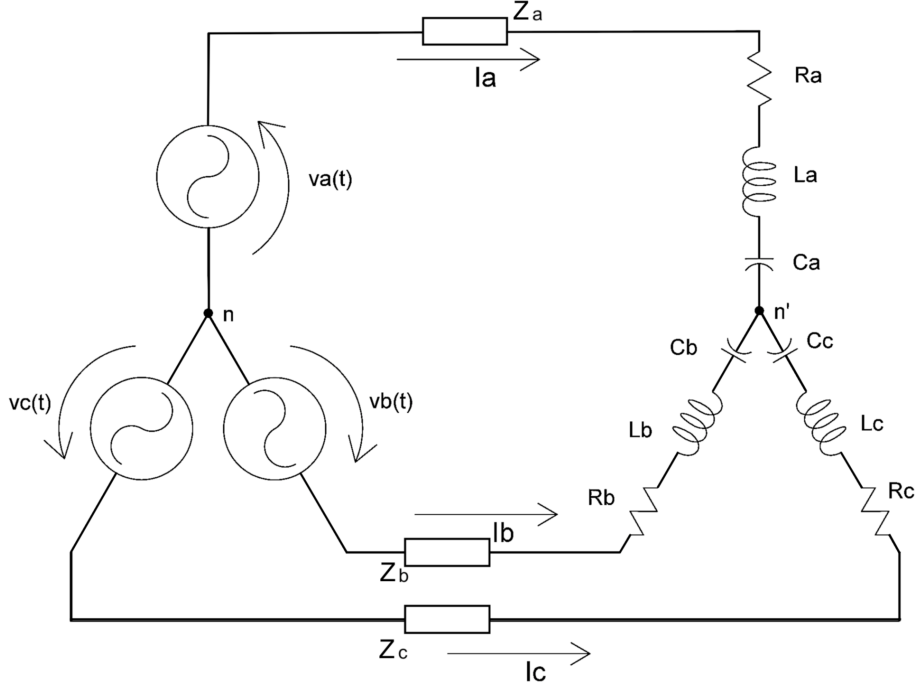 Za
Ia
Ra
La
va(t)
Ca
n
n'
Cb
Cc
vc(t)
vb(t)
Lb
Lc
Rb
Rc
Ib
Zb
Zc
Ic